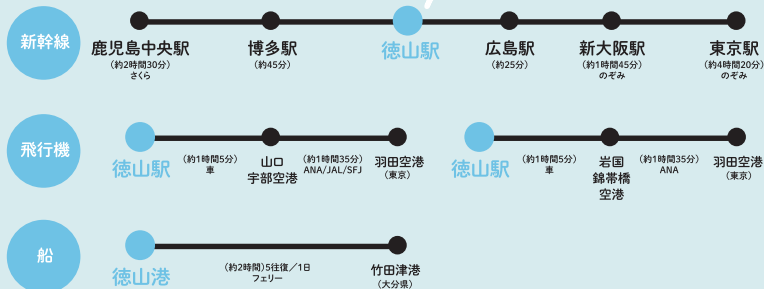 新幹線
鹿児島中央駅
（約2時間30分）
さくら
博多駅
（約45分）
徳山駅
広島駅
（約25分）
新大阪駅
（約1時間45分）
のぞみ
東京駅
（約4時間20分）
のぞみ
飛行機
徳山駅
（約1時間5分）
車
山口
宇部空港
（約1時間35分）
ANA/JAL/SFJ
羽田空港
（東京）
徳山駅
（約1時間5分）
車
岩国
錦帯橋
空港
（約1時間35分）
ANA
羽田空港
（東京）
船
徳山港
（約2時間）5往復／1日
フェリー
竹田津港
（大分県）